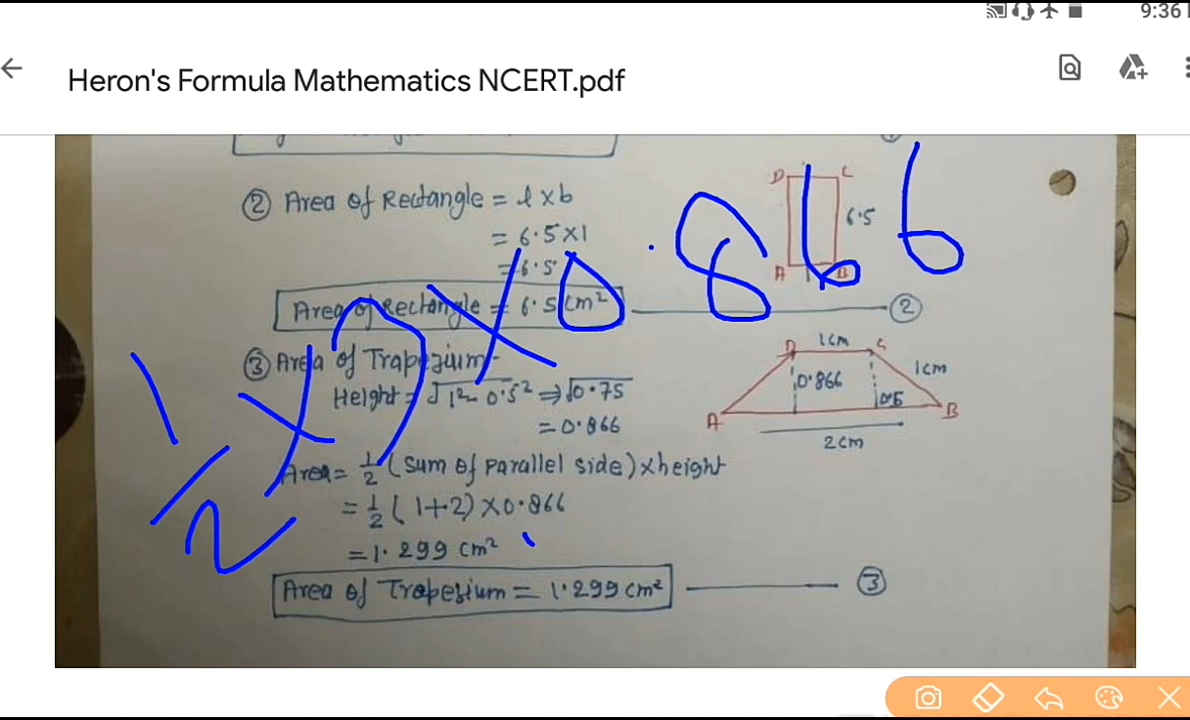 9:36
Heron's Formula Mathematics NCERT.pdf
② Area of Rectangle = l × b
= 6.5 × 1
= 6.5
Area of Rectangle = 6.5 cm² ②
D C
6.5
A B
③ Area of Trapezium-
Height = √1²- 0.5² ⇒ √0.75
= 0.866
Area = 1/2 (sum of parallel side) × height
= 1/2 ( 1+2) × 0.866
= 1.299 cm²
Area of Trapezium = 1.299 cm² ③
D 1cm C
0.866 1cm
0.5
A B
2cm
1/2 × 3 × 0.866